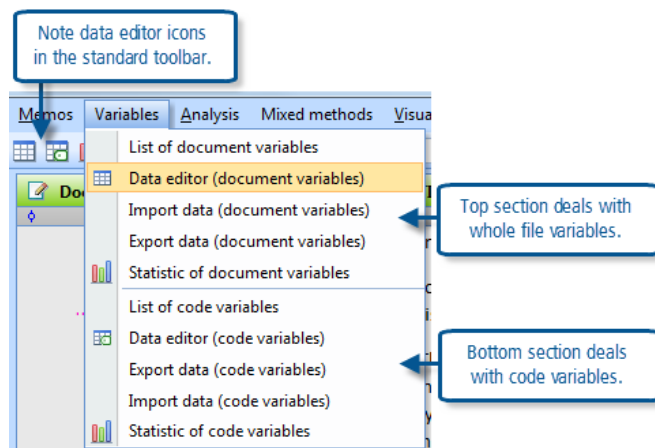 Note data editor icons
in the standard toolbar.
Memos Variables Analysis Mixed methods Visua
List of document variables
Data editor (document variables)
Import data (document variables)
Export data (document variables)
Statistic of document variables
List of code variables
Data editor (code variables)
Export data (code variables)
Import data (code variables)
Statistic of code variables
Top section deals with
whole file variables.
Bottom section deals
with code variables.